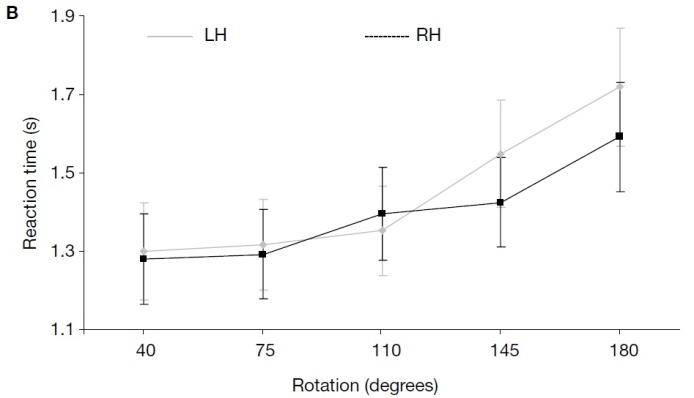 B
LH RH
1.9
1.7
1.5
1.3
1.1
Reaction time (s)
40 75 110 145 180
Rotation (degrees)